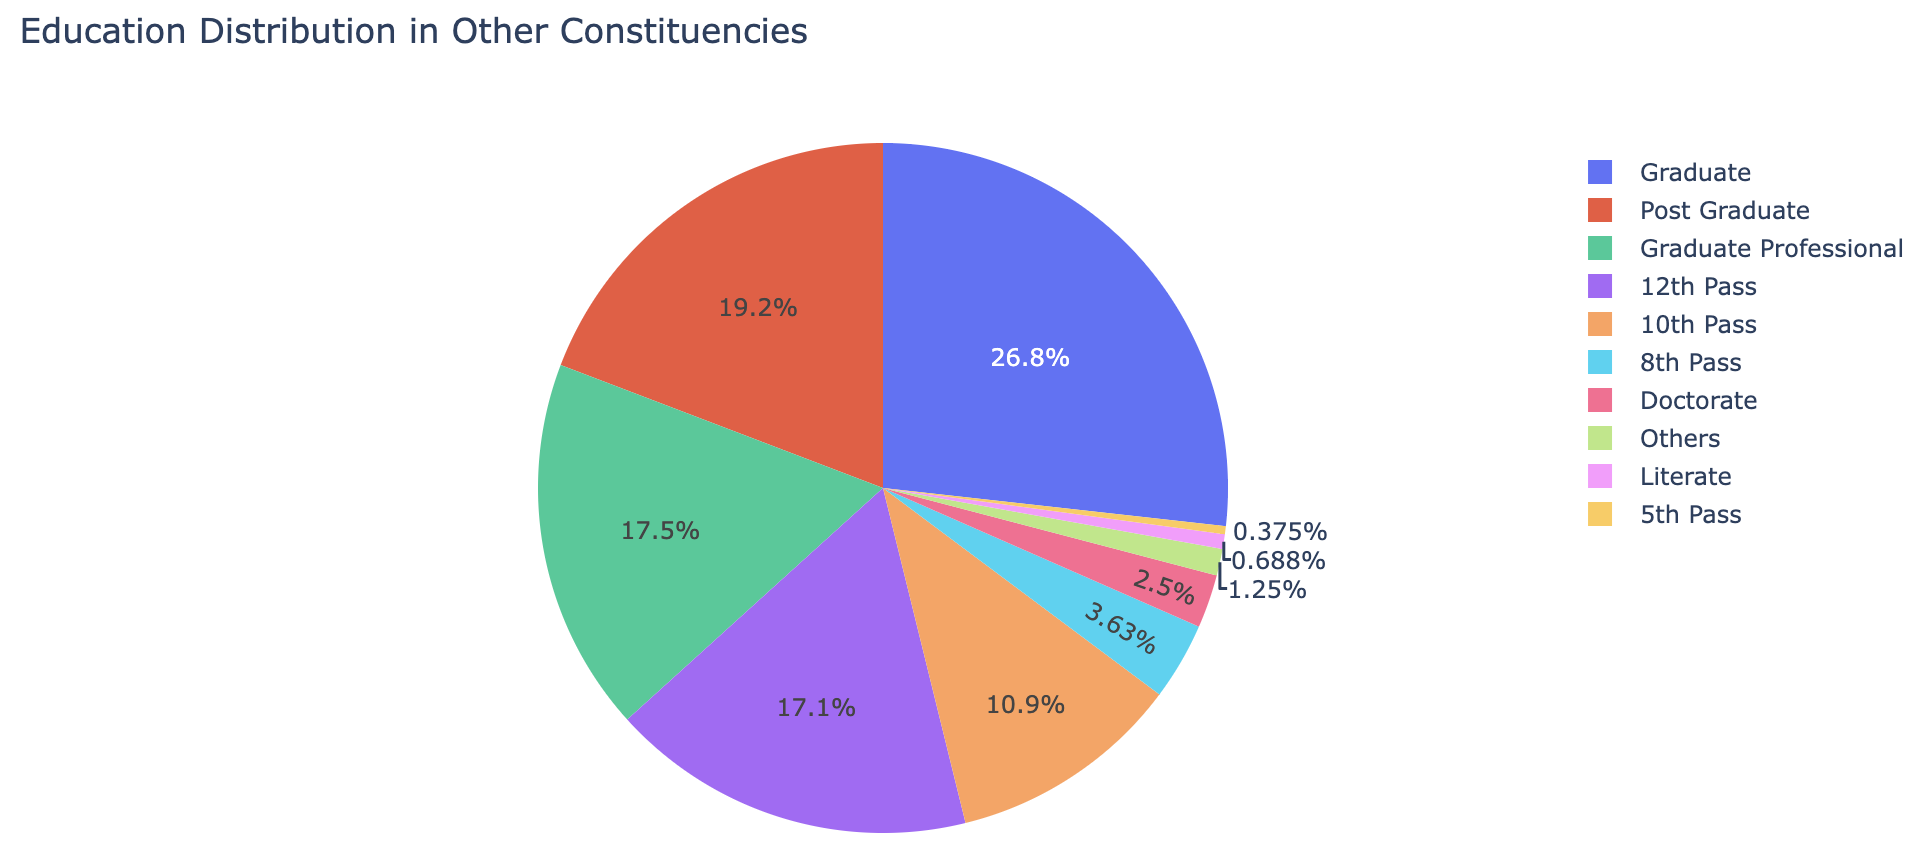 Education Distribution in Other Constituencies
19.2%
26.8%
17.5%
17.1%
10.9%
3.63%
2.5%
0.375%
0.688%
1.25%
Graduate
Post Graduate
Graduate Professional
12th Pass
10th Pass
8th Pass
Doctorate
Others
Literate
5th Pass